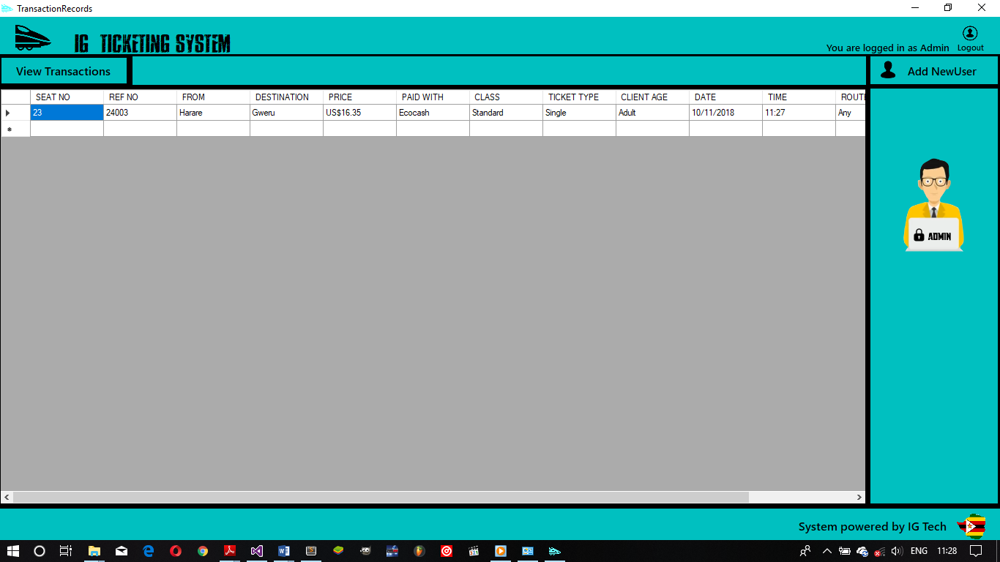 TransactionRecords
IG TICKETING SYSTEM
You are logged in as Admin Logout
View Transactions
Add NewUser
SEAT NO REF NO FROM DESTINATION PRICE PAID WITH CLASS TICKET TYPE CLIENT AGE DATE TIME ROUT
23 24003 Harare Gweru US$16.35 Ecocash Standard Single Adult 10/11/2018 11:27 Any
ADMIN
System powered by IG Tech
ENG 11:28